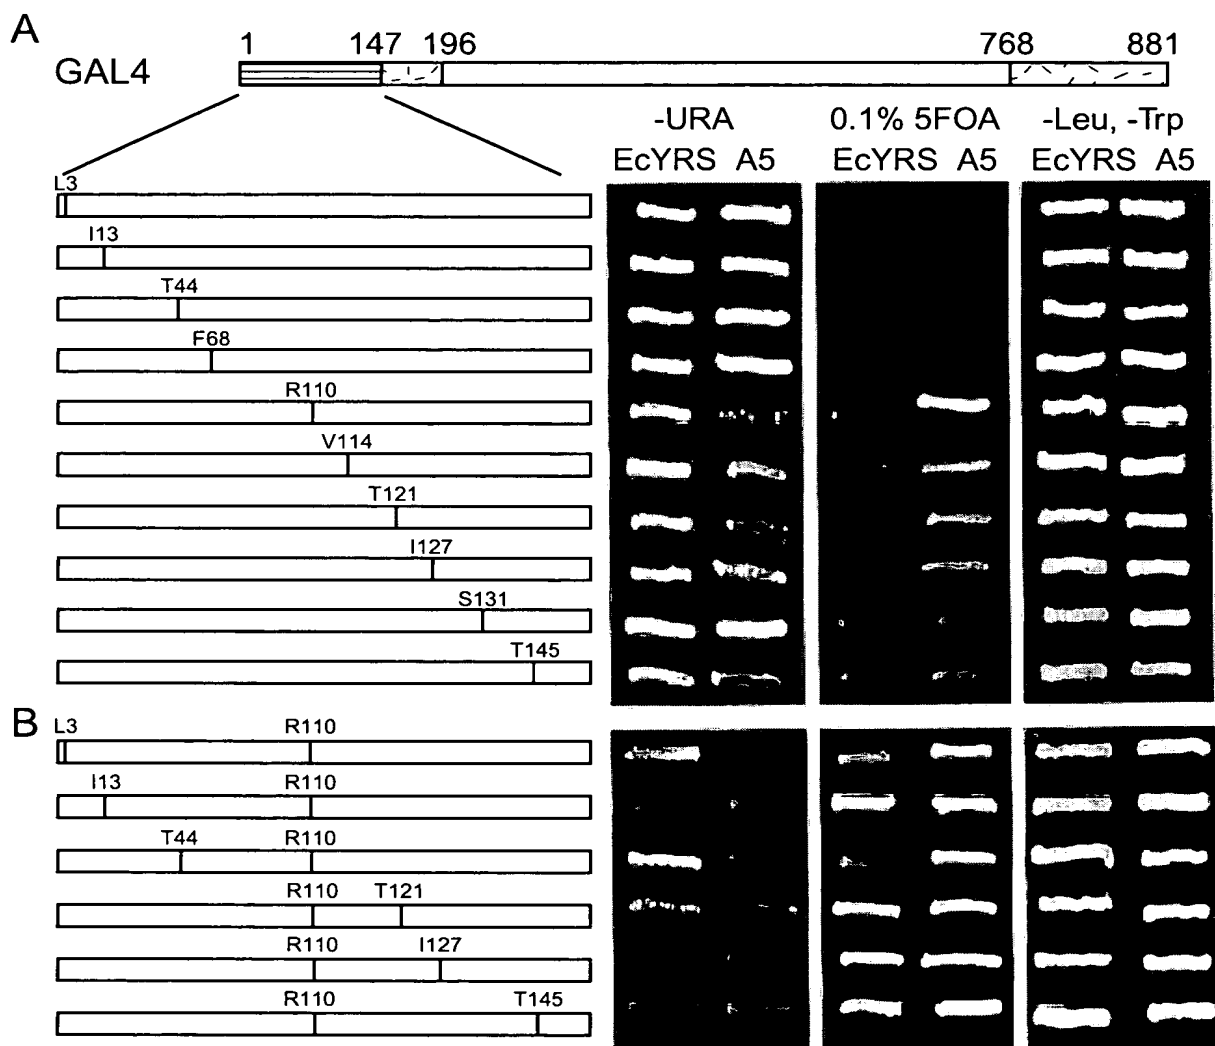 A
1 147 196 768 881
GAL4
-URA 0.1% 5FOA -Leu, -Trp
EcYRS A5 EcYRS A5 EcYRS A5
L3
I13
T44
F68
R110
V114
T121
I127
S131
T145
B
L3 R110
I13 R110
T44 R110
R110 T121
R110 I127
R110 T145